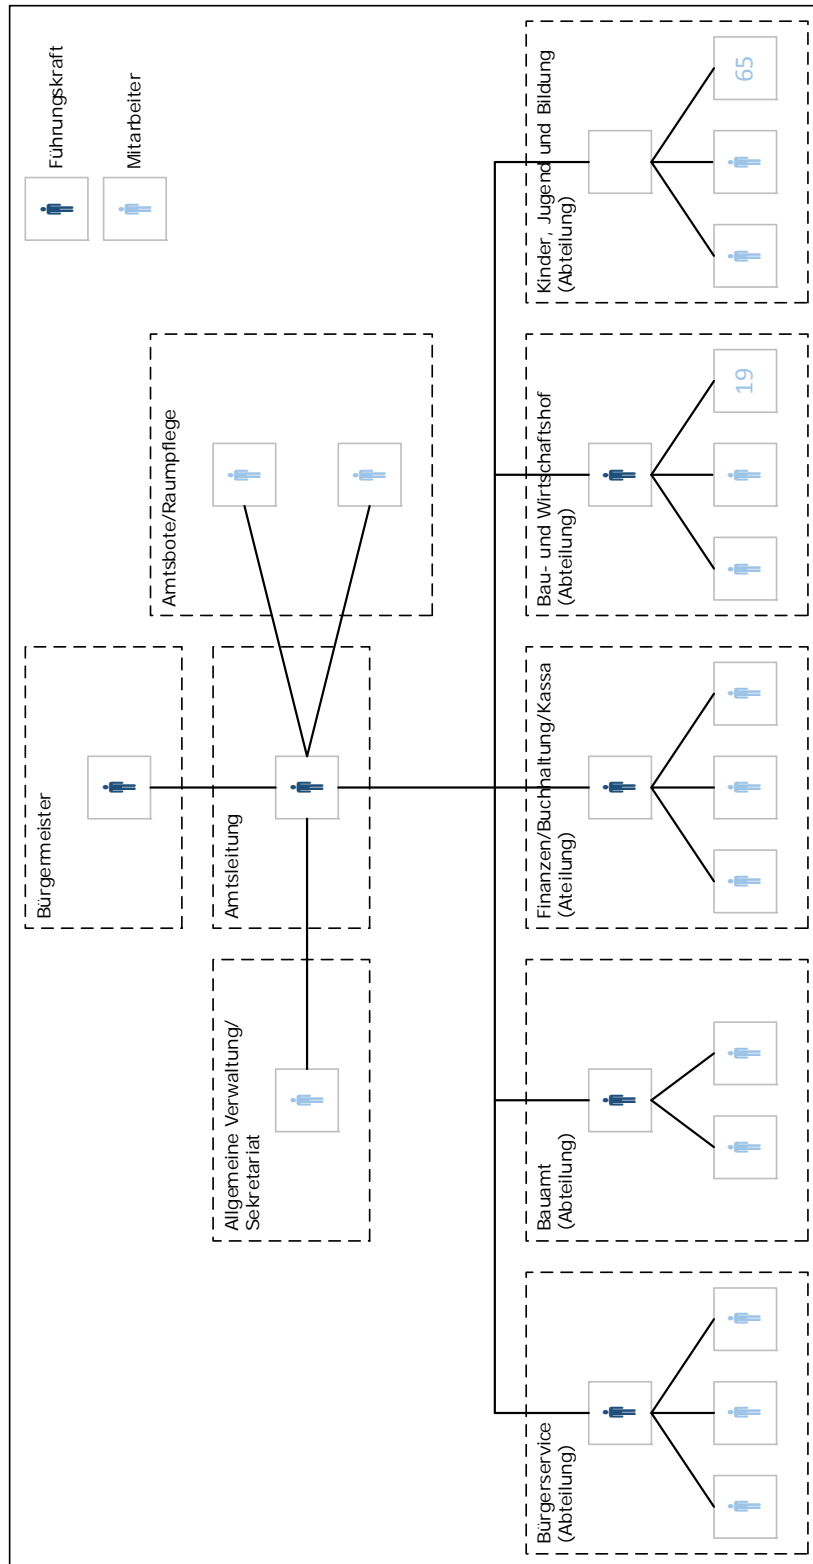 Führungskraft
Mitarbeiter
Bürgermeister
Amtsbote/Raumpflege
Allgemeine Verwaltung/
Sekretariat
Amtsleitung
Bürgerservice
(Abteilung)
Bauamt
(Abteilung)
Finanzen/Buchhaltung/Kassa
(Ateilung)
Bau- und Wirtschaftshof
(Abteilung)
19
Kinder, Jugend und Bildung
(Abteilung)
65